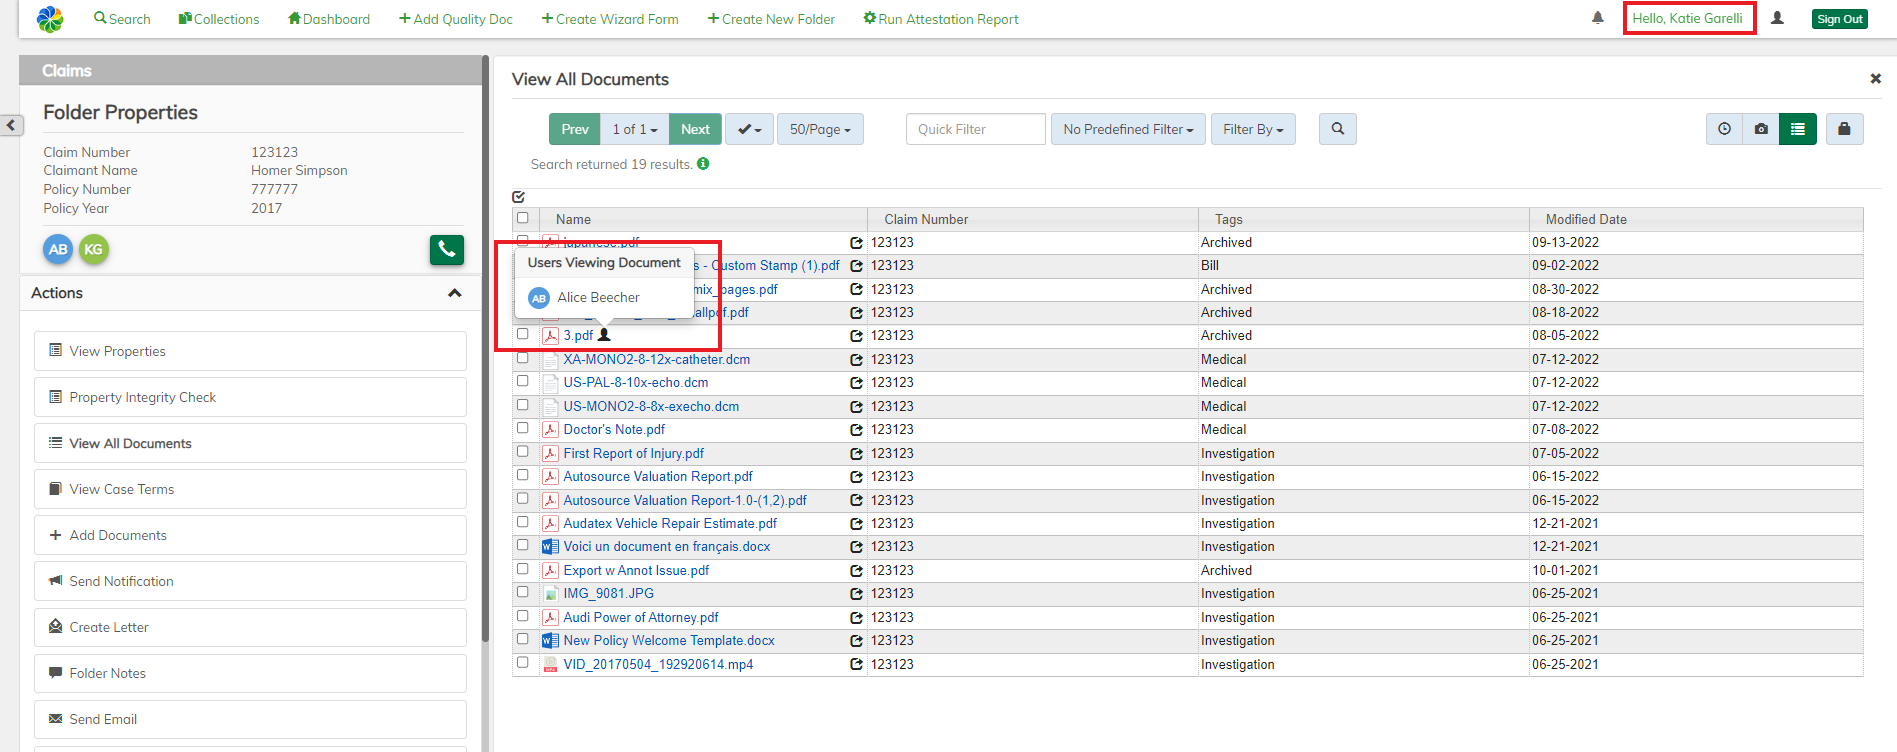 Search Collections Dashboard Add Quality Doc Create Wizard Form Create New Folder Run Attestation Report Hello, Katie Garelli Sign Out
Claims
Folder Properties
Claim Number 123123
Claimant Name Homer Simpson
Policy Number 777777
Policy Year 2017
AB KG
Actions
View Properties
Property Integrity Check
View All Documents
View Case Terms
Add Documents
Send Notification
Create Letter
Folder Notes
Send Email
View All Documents
Prev 1 of 1 Next 50/Page Quick Filter No Predefined Filter Filter By
Search returned 19 results.
Name Claim Number Tags Modified Date
japanese.pdf 123123 Archived 09-13-2022
Users Viewing Document
AB Alice Beecher
s - Custom Stamp (1).pdf 123123 Bill 09-02-2022
mix_pages.pdf 123123 Archived 08-30-2022
allpdf.pdf 123123 Archived 08-18-2022
3.pdf 123123 Archived 08-05-2022
XA-MONO2-8-12x-catheter.dcm 123123 Medical 07-12-2022
US-PAL-8-10x-echo.dcm 123123 Medical 07-12-2022
US-MONO2-8-8x-execho.dcm 123123 Medical 07-12-2022
Doctor's Note.pdf 123123 Medical 07-08-2022
First Report of Injury.pdf 123123 Investigation 07-05-2022
Autosource Valuation Report.pdf 123123 Investigation 06-15-2022
Autosource Valuation Report-1.0-(1,2).pdf 123123 Investigation 06-15-2022
Audatex Vehicle Repair Estimate.pdf 123123 Investigation 12-21-2021
Voici un document en français.docx 123123 Investigation 12-21-2021
Export w Annot Issue.pdf 123123 Archived 10-01-2021
IMG_9081.JPG 123123 Investigation 06-25-2021
Audi Power of Attorney.pdf 123123 Investigation 06-25-2021
New Policy Welcome Template.docx 123123 Investigation 06-25-2021
VID_20170504_192920614.mp4 123123 Investigation 06-25-2021